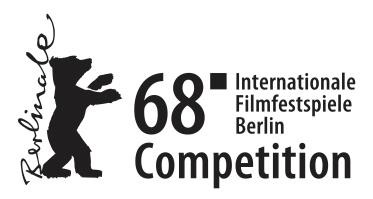 Berlinale
68 Internationale
Filmfestspiele
Berlin
Competition